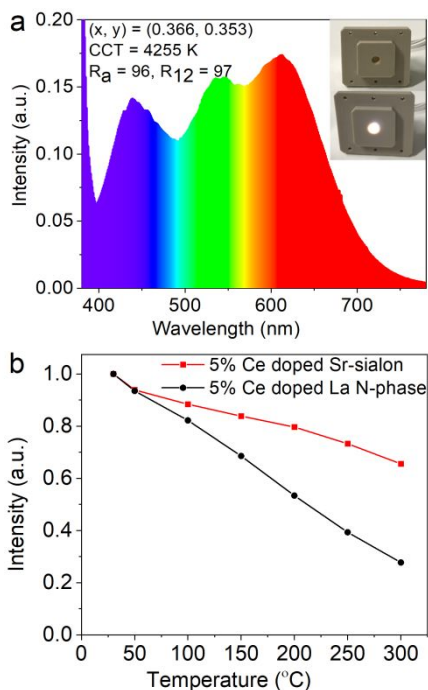 a
(x, y) = (0.366, 0.353)
CCT = 4255 K
Ra = 96, R12 = 97
0.20
0.15
0.10
0.05
0.00
Intensity (a.u.)
400 500 600 700
Wavelength (nm)
b
5% Ce doped Sr-sialon
5% Ce doped La N-phase
1.0
0.8
0.6
0.4
0.2
0.0
Intensity (a.u.)
0 50 100 150 200 250 300
Temperature (°C)